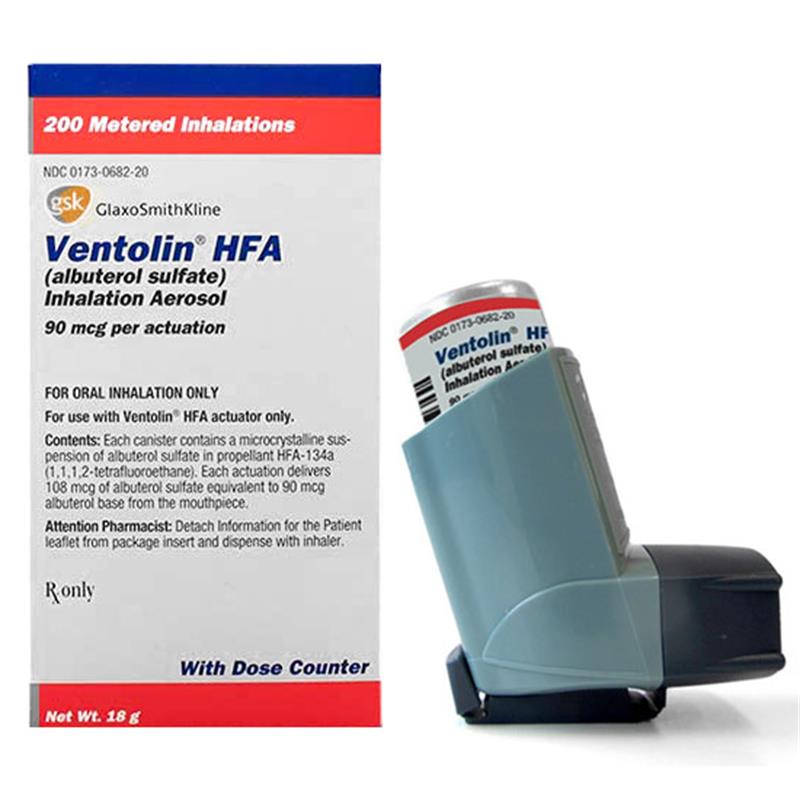 200 Metered Inhalations
NDC 0173-0682-20
gsk GlaxoSmithKline
Ventolin® HFA
(albuterol sulfate)
Inhalation Aerosol
90 mcg per actuation
FOR ORAL INHALATION ONLY
For use with Ventolin® HFA actuator only.
Contents: Each canister contains a microcrystalline sus-
pension of albuterol sulfate in propellant HFA-134a
(1,1,1,2-tetrafluoroethane). Each actuation delivers
108 mcg of albuterol sulfate equivalent to 90 mcg
albuterol base from the mouthpiece.
Attention Pharmacist: Detach Information for the Patient
leaflet from package insert and dispense with inhaler.
℞ only
With Dose Counter
Net Wt. 18 g
NDC 0173-0682-20
Ventolin® HF
(albuterol sulfate)
Inhalation Aer
90